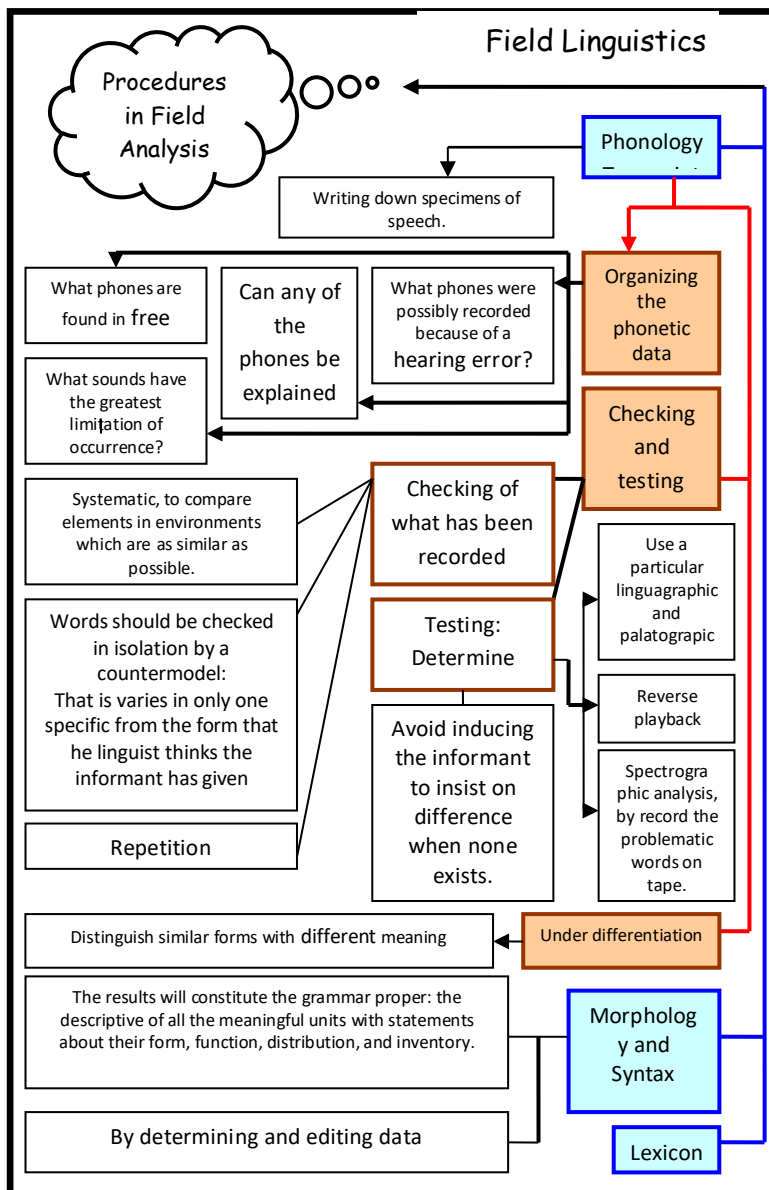 Field Linguistics
Procedures
in Field
Analysis
Phonology
Writing down specimens of
speech.
What phones are
found in free
Can any of
the
phones be
explained
What phones were
possibly recorded
because of a
hearing error?
Organizing
the
phonetic
data
What sounds have
the greatest
limitation of
occurrence?
Checking
and
testing
Systematic, to compare
elements in environments
which are as similar as
possible.
Checking of
what has been
recorded
Use a
particular
linguagraphic
and
palatograpic
Words should be checked
in isolation by a
countermodel:
That is varies in only one
specific from the form that
he linguist thinks the
informant has given
Testing:
Determine
Reverse
playback
Avoid inducing
the informant
to insist on
difference
when none
exists.
Spectrogra
phic analysis,
by record the
problematic
words on
tape.
Repetition
Distinguish similar forms with different meaning
Under differentiation
The results will constitute the grammar proper: the
descriptive of all the meaningful units with statements
about their form, function, distribution, and inventory.
Morpholog
y and
Syntax
By determining and editing data
Lexicon